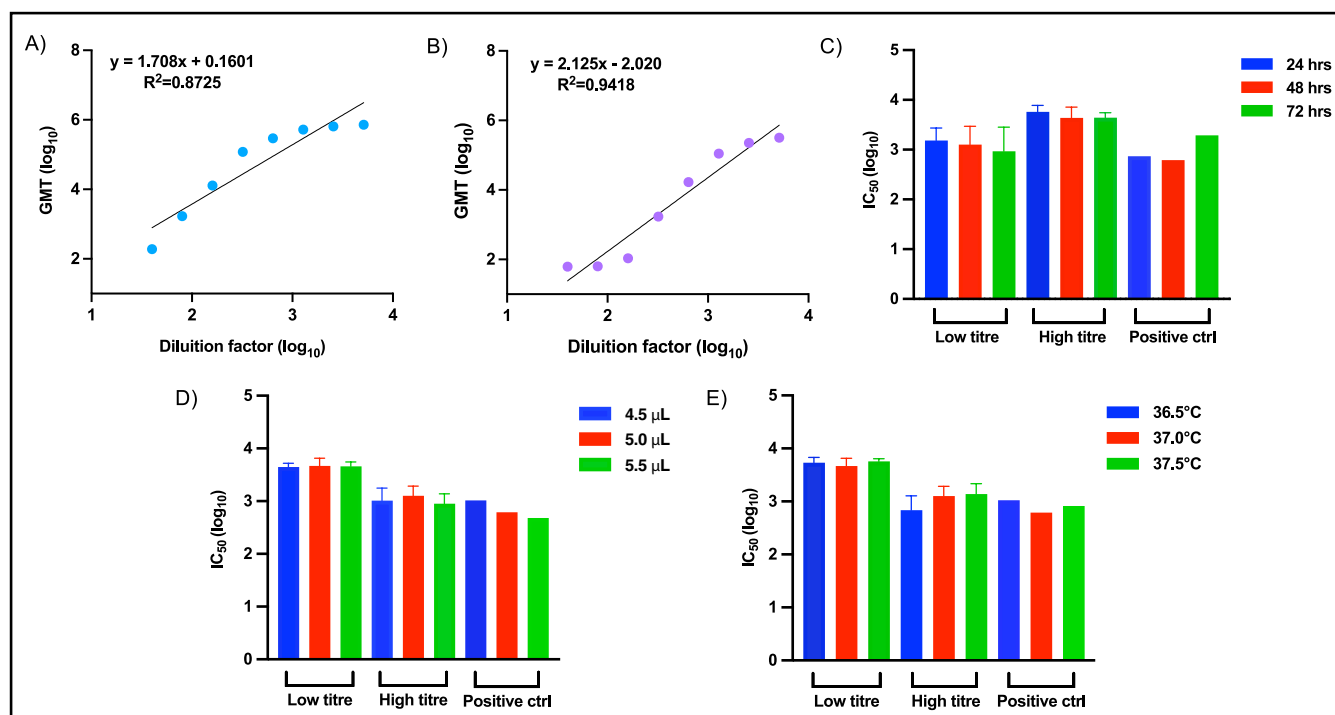 A)
y = 1.708x + 0.1601
R²=0.8725
GMT (log₁₀)
8
6
4
2
1
2
3
4
Diluition factor (log₁₀)
B)
y = 2.125x - 2.020
R²=0.9418
GMT (log₁₀)
8
6
4
2
1
2
3
4
Diluition factor (log₁₀)
C)
IC₅₀ (log₁₀)
5
4
3
2
1
0
Low titre
High titre
Positive ctrl
24 hrs
48 hrs
72 hrs
D)
IC₅₀ (log₁₀)
5
4
3
2
1
0
Low titre
High titre
Positive ctrl
4.5 µL
5.0 µL
5.5 µL
E)
IC₅₀ (log₁₀)
5
4
3
2
1
0
Low titre
High titre
Positive ctrl
36.5°C
37.0°C
37.5°C